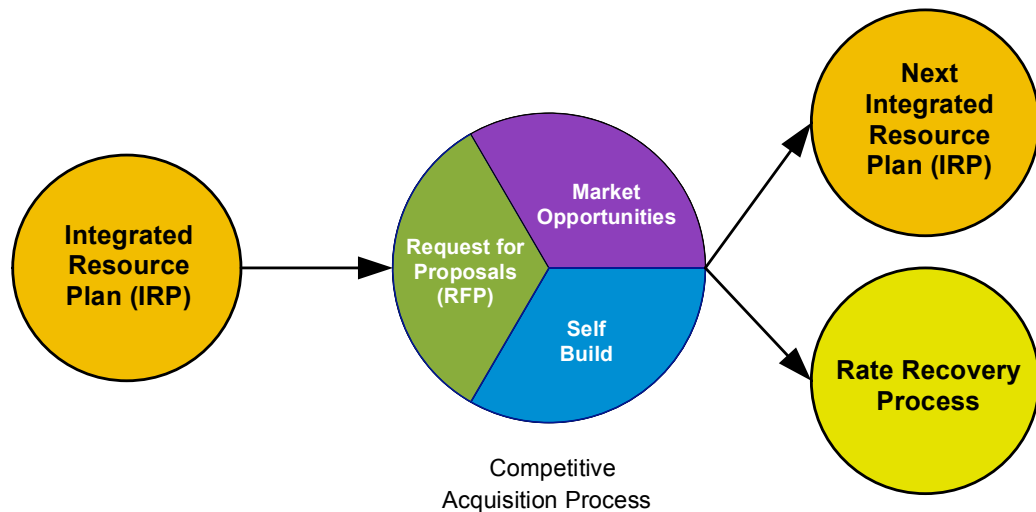 Integrated
Resource
Plan (IRP)
Request for
Proposals
(RFP)
Market
Opportunities
Self
Build
Competitive
Acquisition Process
Next
Integrated
Resource
Plan (IRP)
Rate Recovery
Process